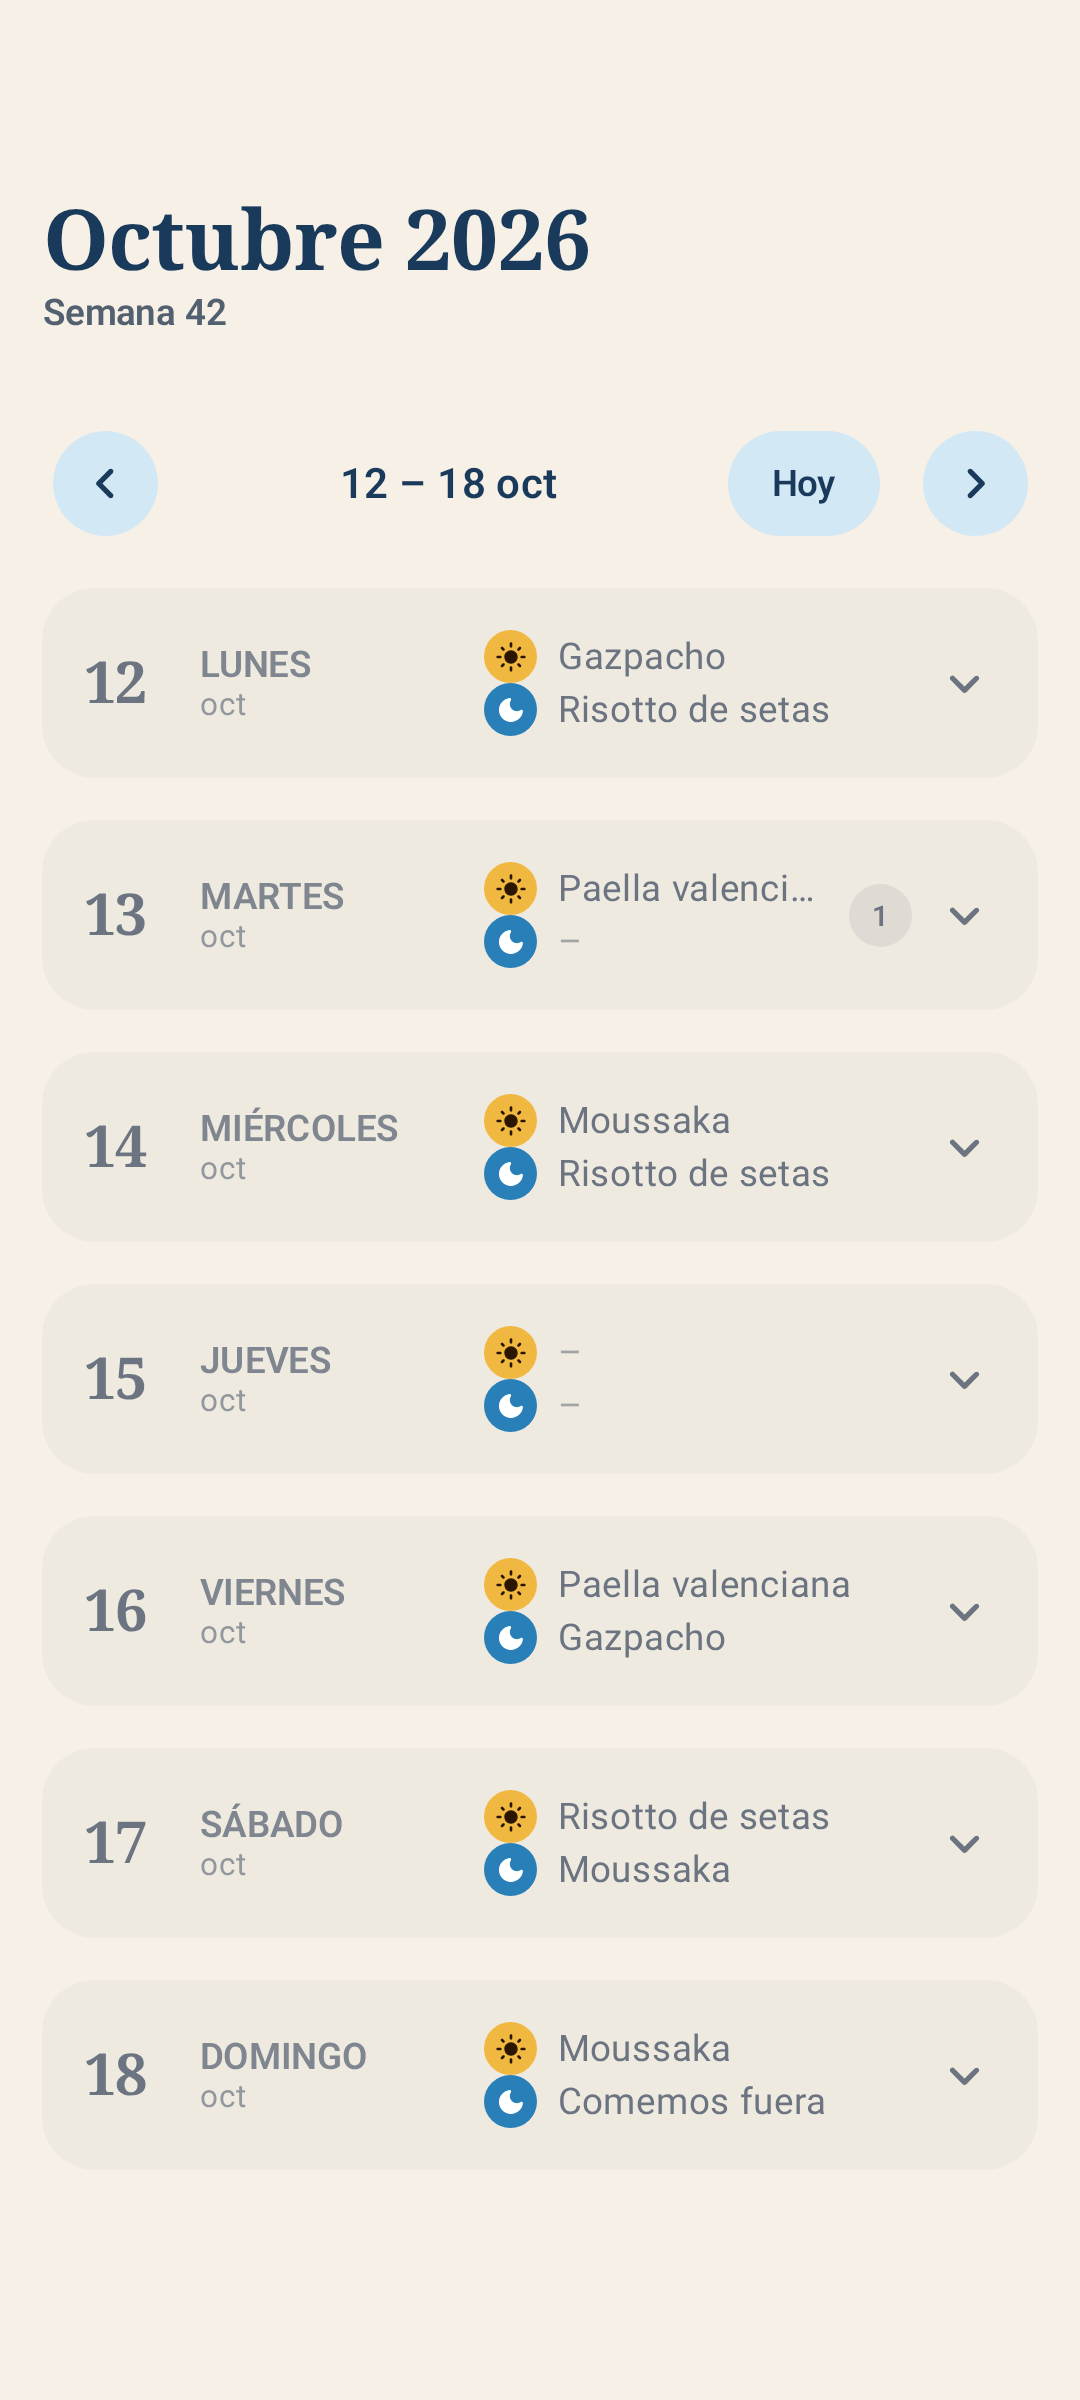 Octubre 2026
Semana 42
12 – 18 oct
Hoy
12
LUNES
oct
Gazpacho
Risotto de setas
13
MARTES
oct
Paella valenci...
–
1
14
MIÉRCOLES
oct
Moussaka
Risotto de setas
15
JUEVES
oct
–
–
16
VIERNES
oct
Paella valenciana
Gazpacho
17
SÁBADO
oct
Risotto de setas
Moussaka
18
DOMINGO
oct
Moussaka
Comemos fuera